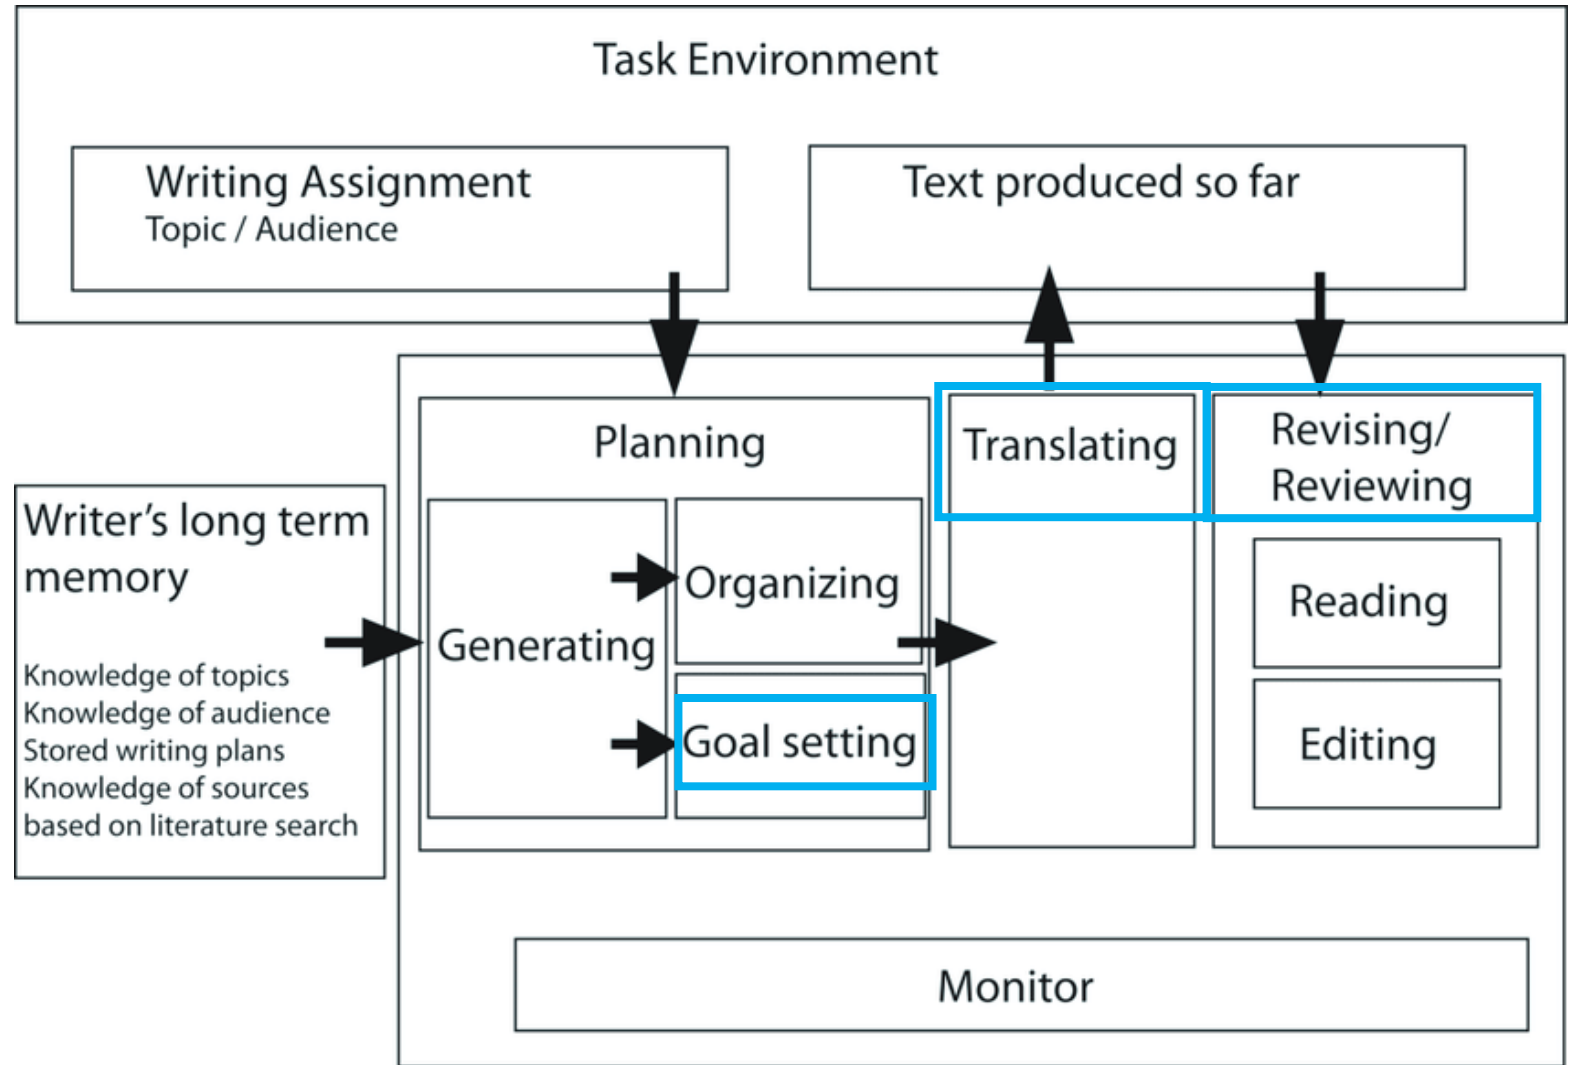 Task Environment
Writing Assignment
Topic / Audience
Text produced so far
Writer's long term
memory
Knowledge of topics
Knowledge of audience
Stored writing plans
Knowledge of sources
based on literature search
Planning
Generating
Organizing
Goal setting
Translating
Revising/
Reviewing
Reading
Editing
Monitor